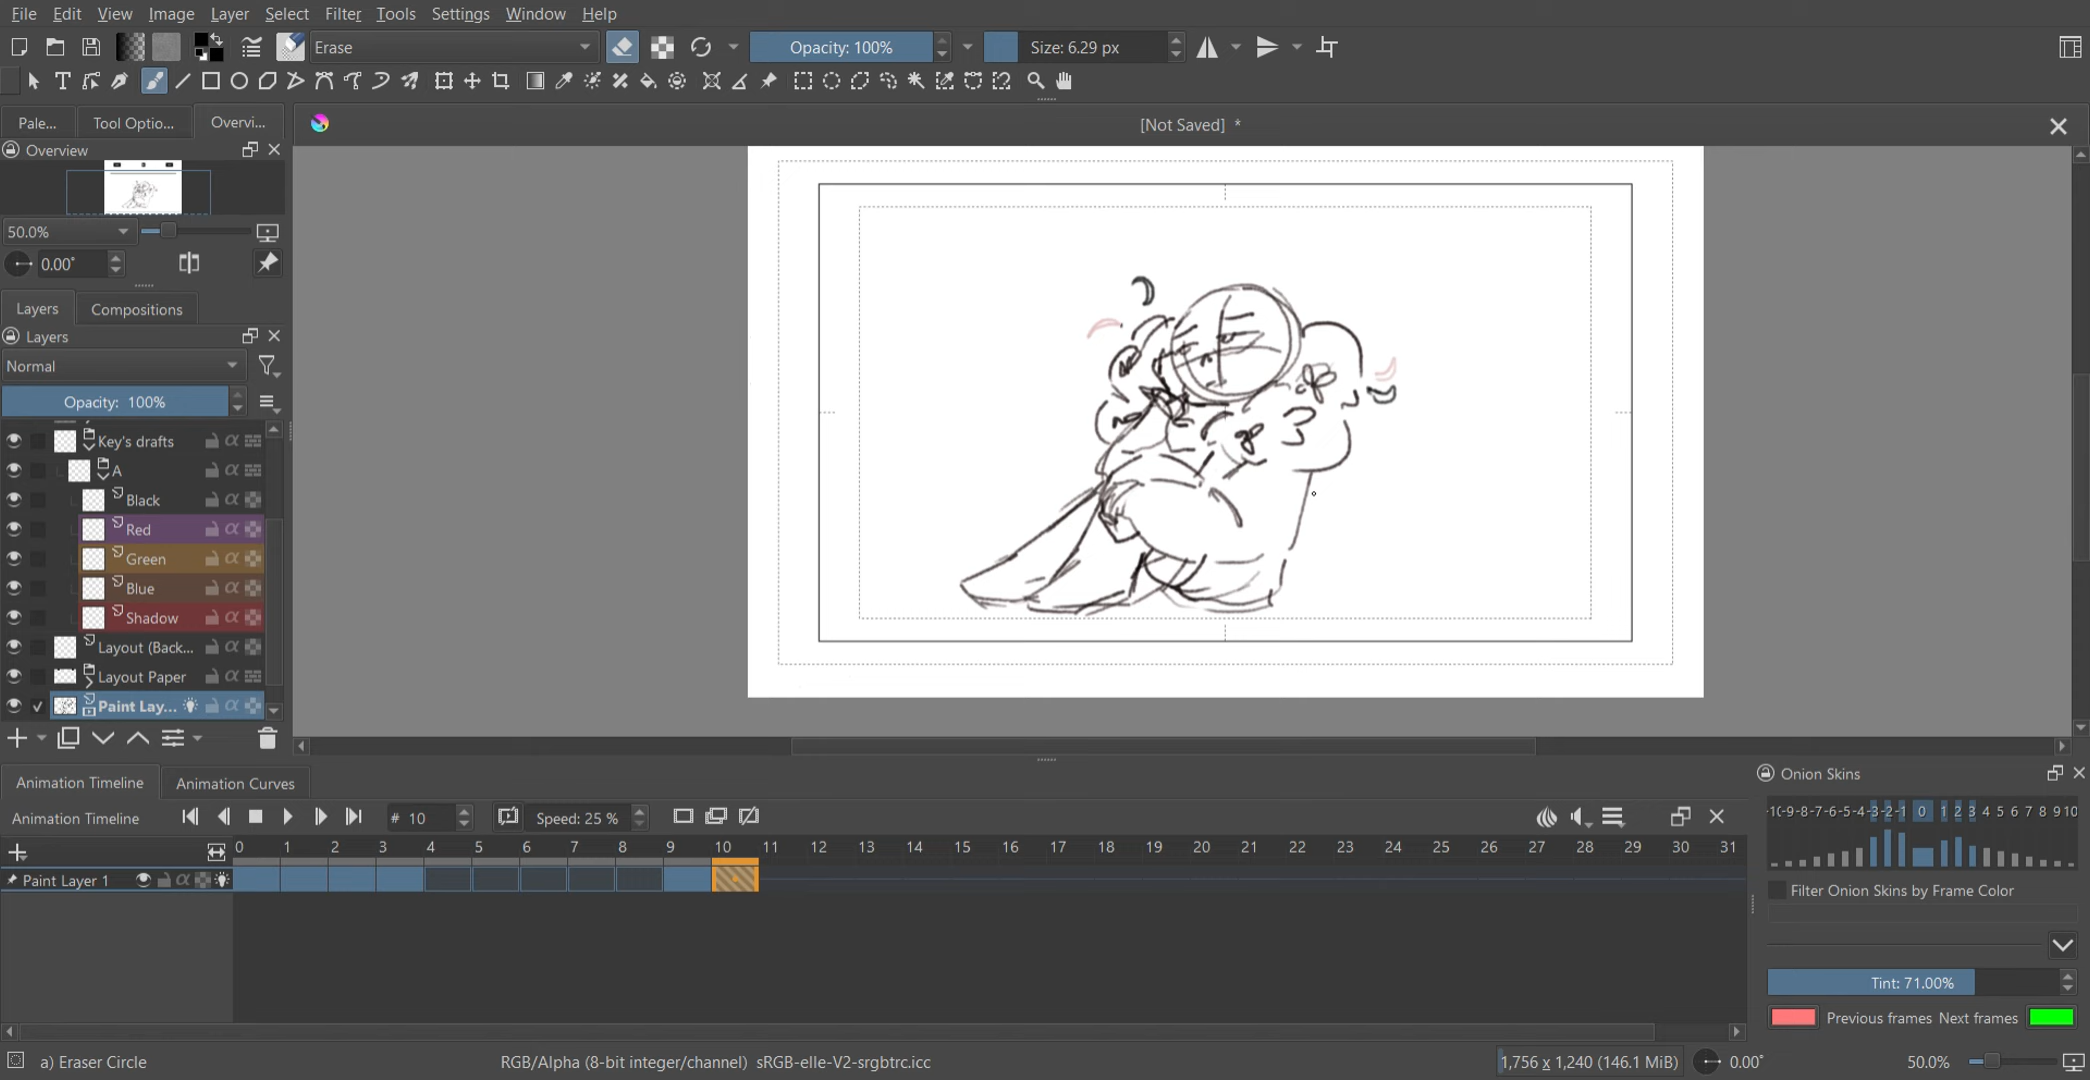 File Edit View Image Layer Select Filter Tools Settings Window Help
Erase Opacity: 100% Size: 6.29 px
Pale... Tool Optio... Overvi... [Not Saved] *
Overview
50.0%
0.00°
Layers Compositions
Layers
Normal
Opacity: 100%
Key's drafts
A
Black
Red
Green
Blue
Shadow
Layout (Back...
Layout Paper
Paint Lay...
Animation Timeline Animation Curves
Onion Skins
Animation Timeline # 10 Speed: 25 %
-1(-9-8-7-6-5-4-3-2-1 0 1 2 3 4 5 6 7 8 9 10
0 1 2 3 4 5 6 7 8 9 10 11 12 13 14 15 16 17 18 19 20 21 22 23 24 25 26 27 28 29 30 31
Paint Layer 1
Filter Onion Skins by Frame Color
Tint: 71.00%
Previous frames Next frames
a) Eraser Circle RGB/Alpha (8-bit integer/channel) sRGB-elle-V2-srgbtrc.icc 1,756 x 1,240 (146.1 MiB) 0.00° 50.0%